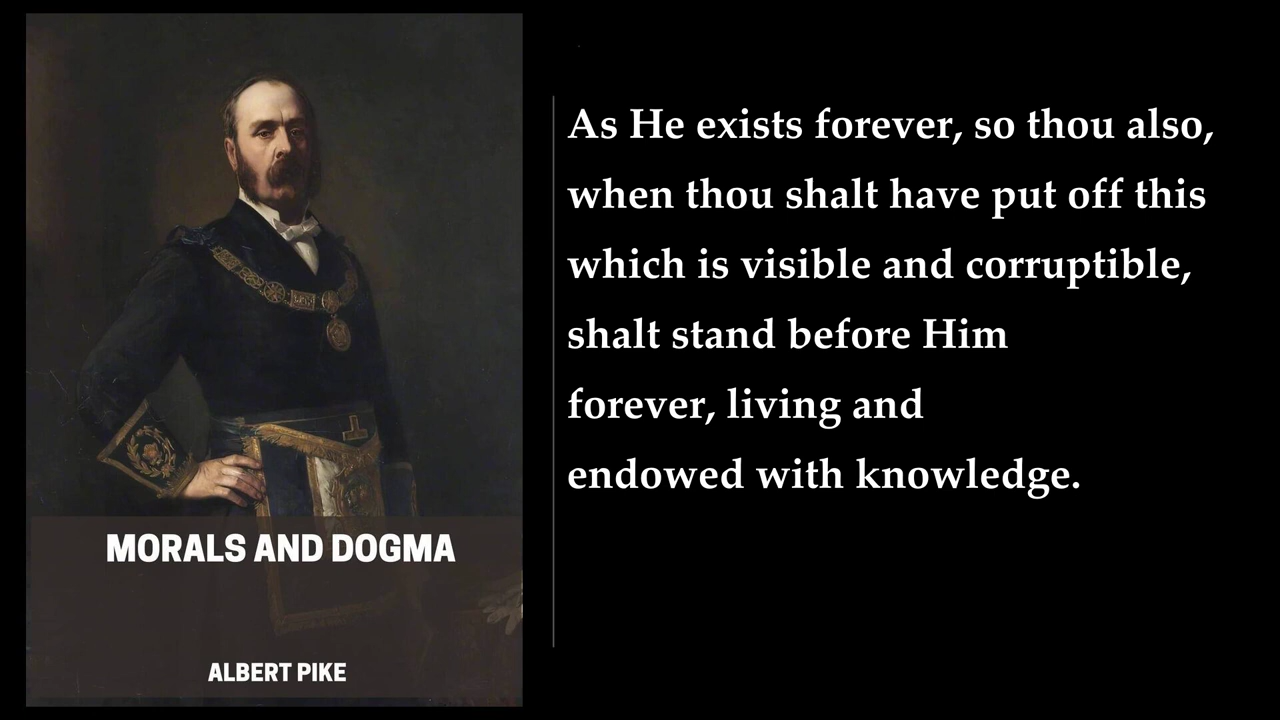 MORALS AND DOGMA
ALBERT PIKE
As He exists forever, so thou also,
when thou shalt have put off this
which is visible and corruptible,
shalt stand before Him
forever, living and
endowed with knowledge.